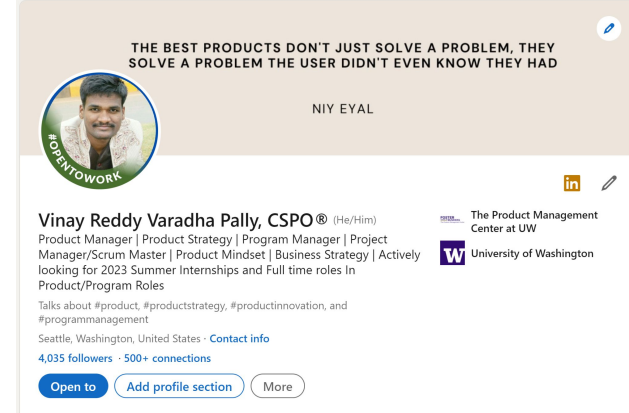 THE BEST PRODUCTS DON'T JUST SOLVE A PROBLEM, THEY
SOLVE A PROBLEM THE USER DIDN'T EVEN KNOW THEY HAD
NIY EYAL
#OPENTOWORK
in
Vinay Reddy Varadha Pally, CSPO® (He/Him)
Product Manager | Product Strategy | Program Manager | Project
Manager/Scrum Master | Product Mindset | Business Strategy | Actively
looking for 2023 Summer Internships and Full time roles In
Product/Program Roles
Talks about #product, #productstrategy, #productinnovation, and
#programmanagement
Seattle, Washington, United States · Contact info
4,035 followers · 500+ connections
Open to
Add profile section
More
FOSTER
The Product Management
Center at UW
W
University of Washington